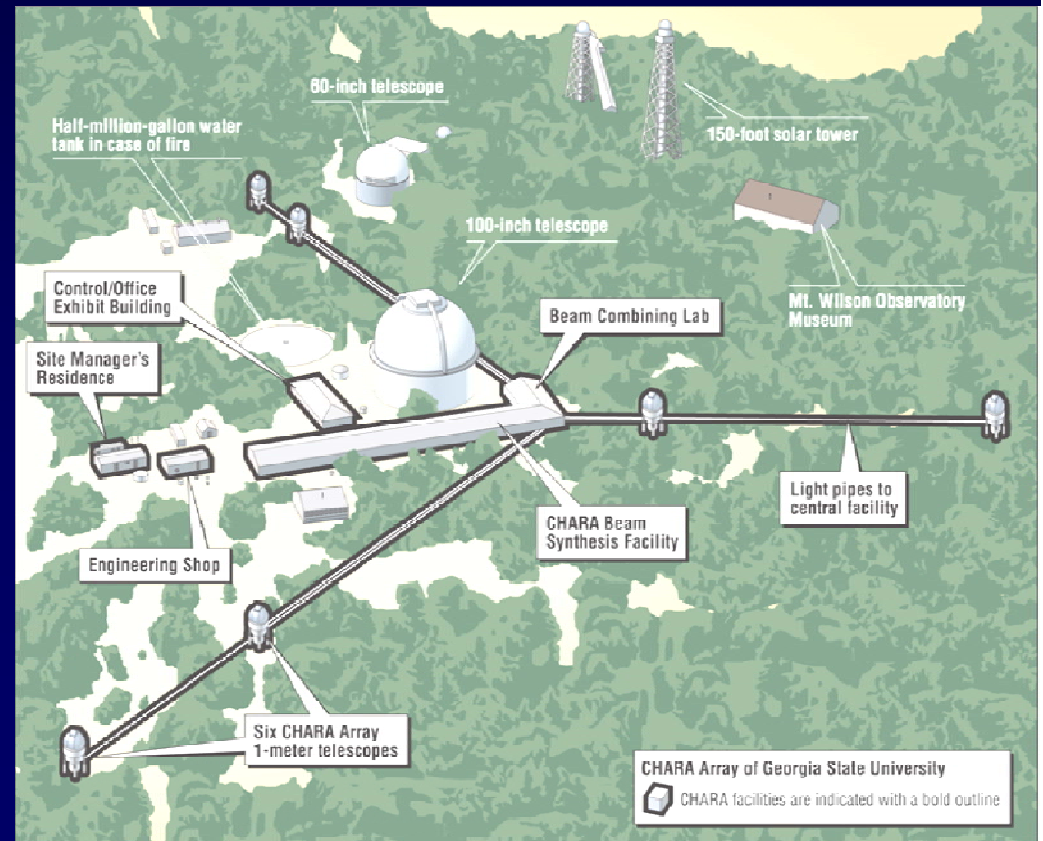 60-inch telescope
Half-million-gallon water
tank in case of fire
150-foot solar tower
100-inch telescope
Control/Office
Exhibit Building
Beam Combining Lab
Mt. Wilson Observatory
Museum
Site Manager's
Residence
Light pipes to
central facility
CHARA Beam
Synthesis Facility
Engineering Shop
Six CHARA Array
1-meter telescopes
CHARA Array of Georgia State University
CHARA facilities are indicated with a bold outline